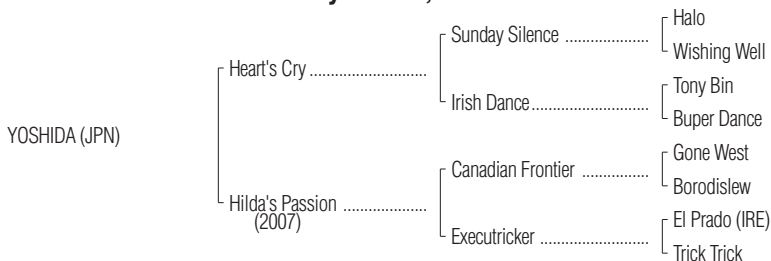 Halo
Sunday Silence .....................
Wishing Well
Heart's Cry .............................
Tony Bin
Irish Dance.............................
Buper Dance
YOSHIDA (JPN)
Gone West
Canadian Frontier .................
Borodislew
Hilda's Passion .....................
(2007)
El Prado (IRE)
Executricker ...........................
Trick Trick